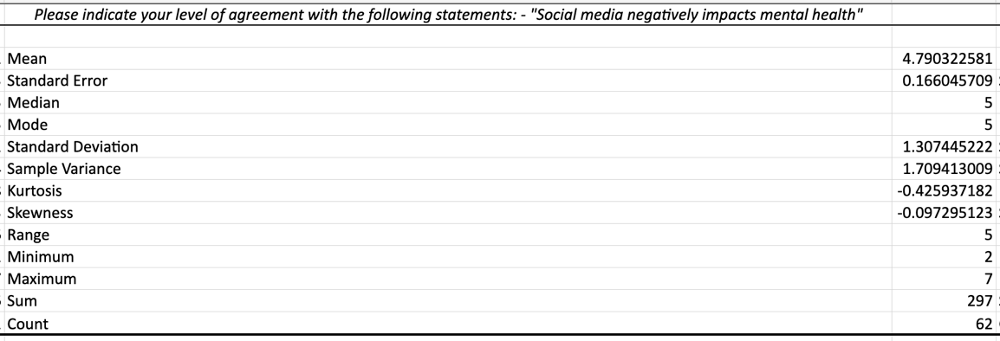 Please indicate your level of agreement with the following statements: - "Social media negatively impacts mental health"
Mean 4.790322581
Standard Error 0.166045709
Median 5
Mode 5
Standard Deviation 1.307445222
Sample Variance 1.709413009
Kurtosis -0.425937182
Skewness -0.097295123
Range 5
Minimum 2
Maximum 7
Sum 297
Count 62